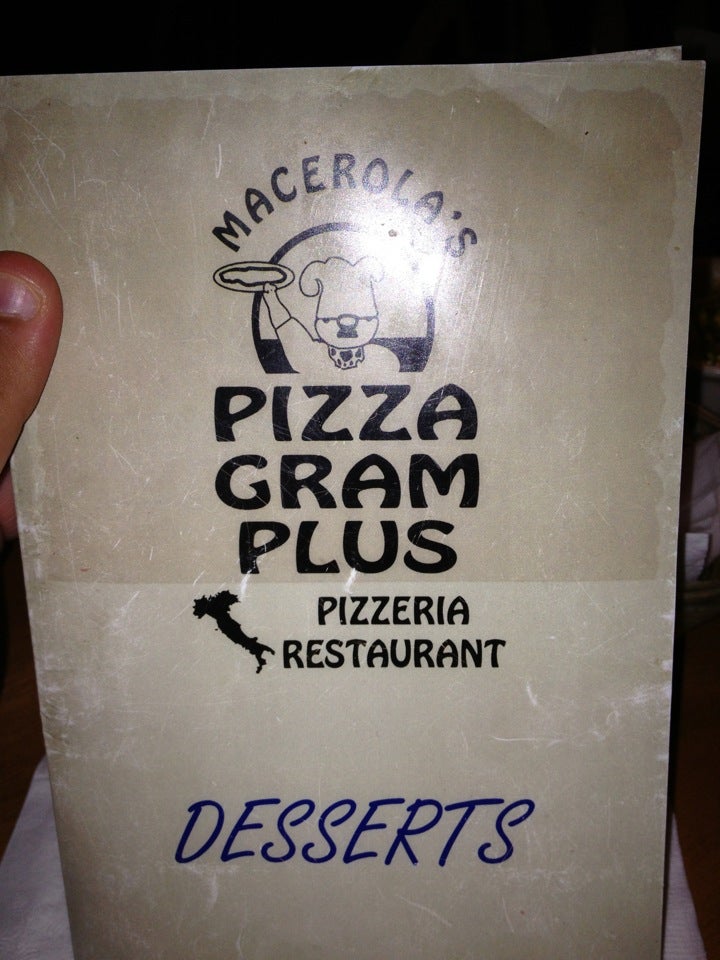 MACEROLA'S
PIZZA
GRAM
PLUS
PIZZERIA
RESTAURANT
DESSERTS